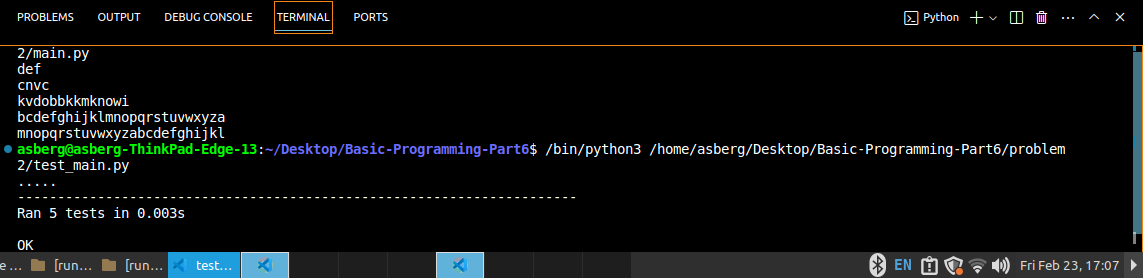 PROBLEMS OUTPUT DEBUG CONSOLE TERMINAL PORTS Python
2/main.py
def
cnvc
kvdobbkkmknowi
bcdefghijklmnopqrstuvwxyza
mnopqrstuvwxyzabcdefghijkl
asberg@asberg-ThinkPad-Edge-13:~/Desktop/Basic-Programming-Part6$ /bin/python3 /home/asberg/Desktop/Basic-Programming-Part6/problem
2/test_main.py
.....
----------------------------------------------------------------------
Ran 5 tests in 0.003s
OK
e ... [run... [run... test... EN Fri Feb 23, 17:07